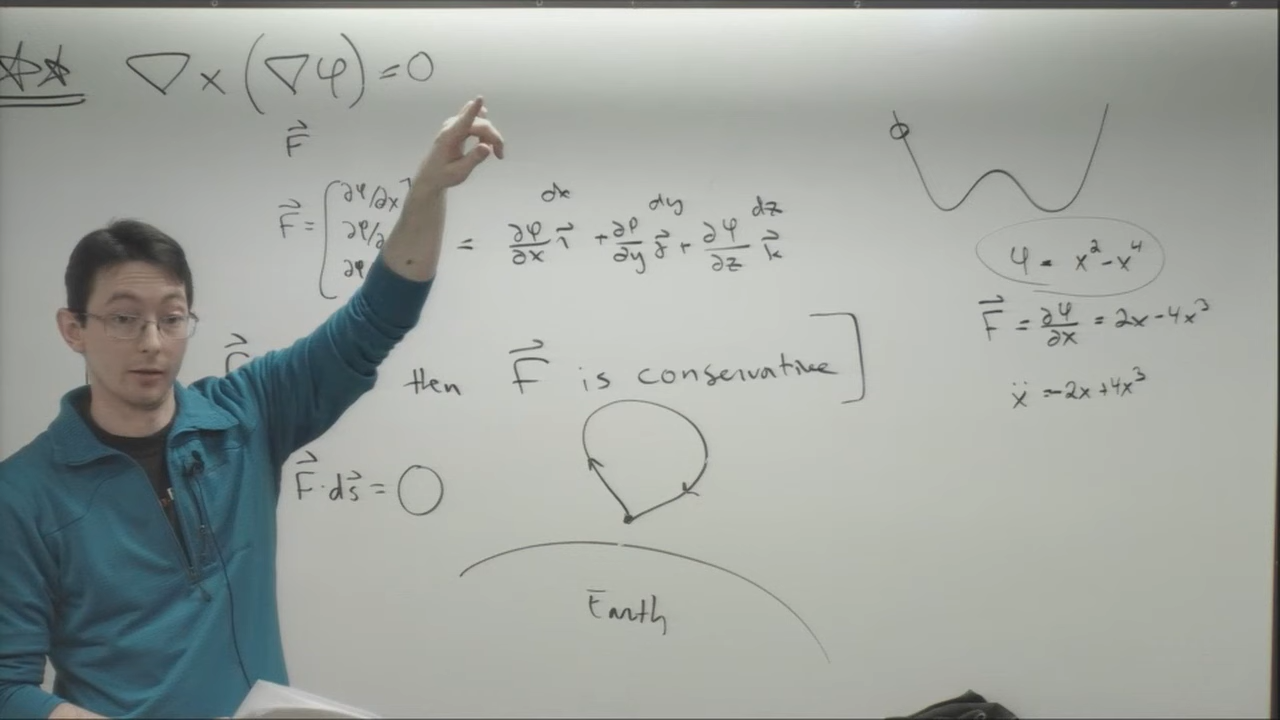 ☆☆ ∇ × (∇φ) = 0
F⃗
F⃗ = [∂φ/∂x
∂φ/∂
∂φ
= ∂φ/∂x i⃗ + ∂φ/∂y j⃗ + ∂φ/∂z k⃗
dx dy dz
then F⃗ is conservative ]
F⃗ · ds⃗ = 0
Earth
φ = x² - x⁴
F⃗ = ∂φ/∂x = 2x - 4x³
ẍ = -2x + 4x³